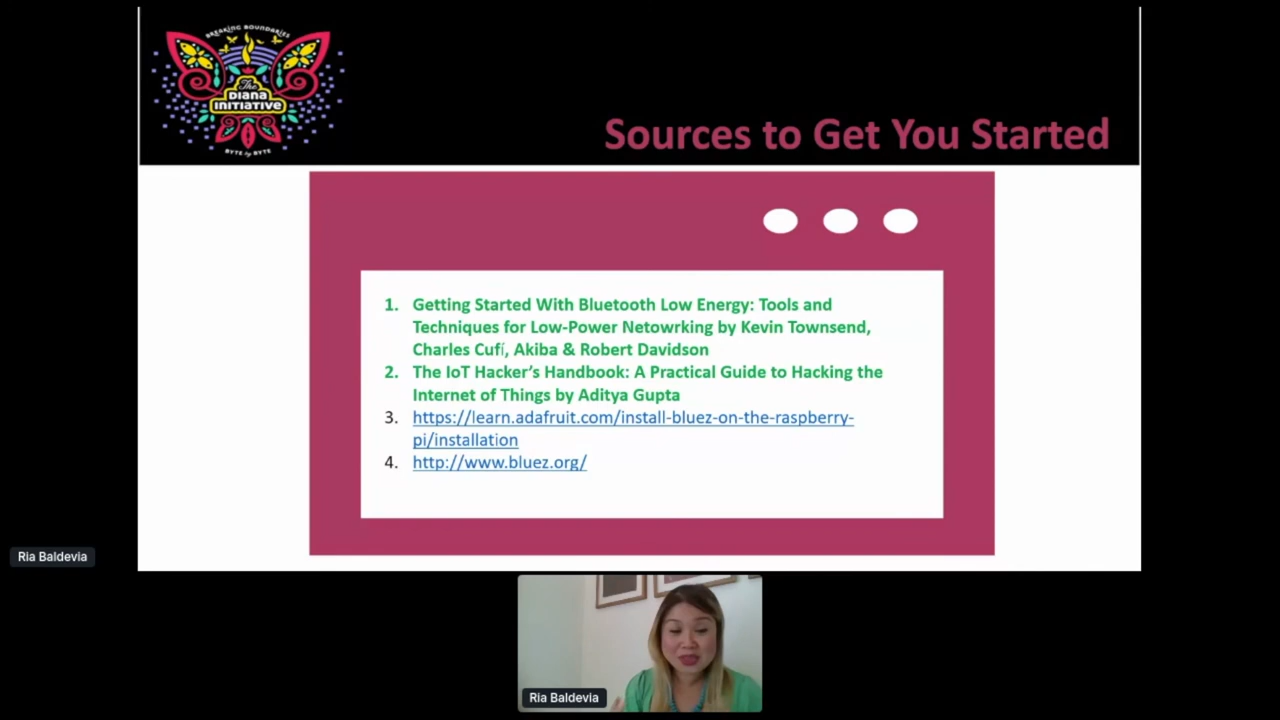 BREAKING BOUNDARIES
The
DIANA
INITIATIVE
BYTE by BYTE
Sources to Get You Started
1. Getting Started With Bluetooth Low Energy: Tools and
Techniques for Low-Power Netowrking by Kevin Townsend,
Charles Cufí, Akiba & Robert Davidson
2. The IoT Hacker’s Handbook: A Practical Guide to Hacking the
Internet of Things by Aditya Gupta
3. https://learn.adafruit.com/install-bluez-on-the-raspberry-
pi/installation
4. http://www.bluez.org/
Ria Baldevia
Ria Baldevia